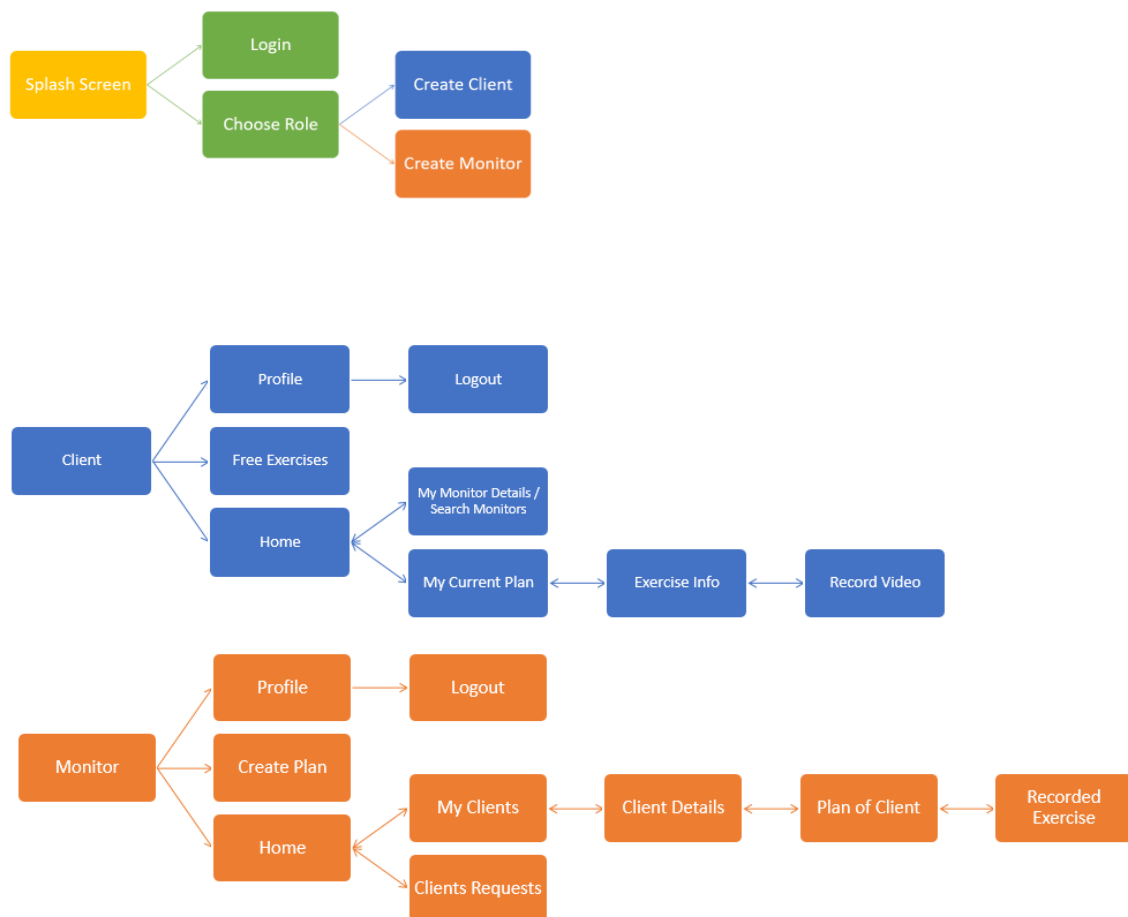 Login
Splash Screen
Create Client
Choose Role
Create Monitor
Profile
Logout
Client
Free Exercises
My Monitor Details /
Search Monitors
Home
My Current Plan
Exercise Info
Record Video
Profile
Logout
Monitor
Create Plan
My Clients
Client Details
Plan of Client
Recorded
Exercise
Home
Clients Requests